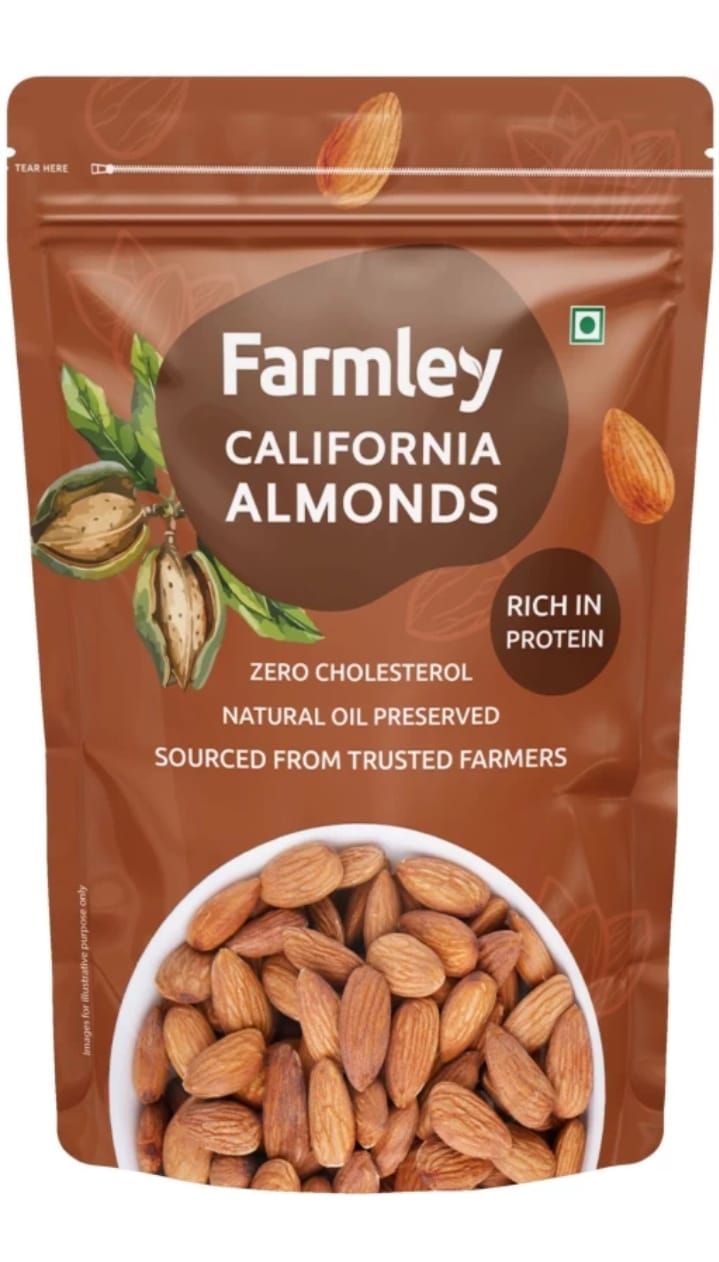 TEAR HERE
Farmley
CALIFORNIA
ALMONDS
RICH IN
PROTEIN
ZERO CHOLESTEROL
NATURAL OIL PRESERVED
SOURCED FROM TRUSTED FARMERS
Images for illustrative purpose only